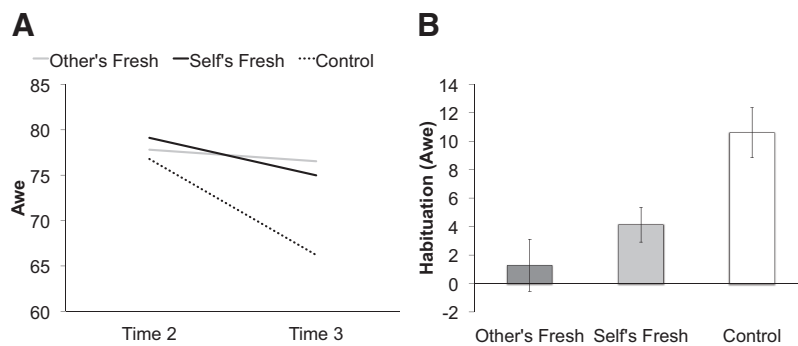 A
Other's Fresh Self's Fresh Control
85
80
75
70
65
60
Awe
Time 2 Time 3
B
14
12
10
8
6
4
2
0
-2
Habituation (Awe)
Other's Fresh Self's Fresh Control